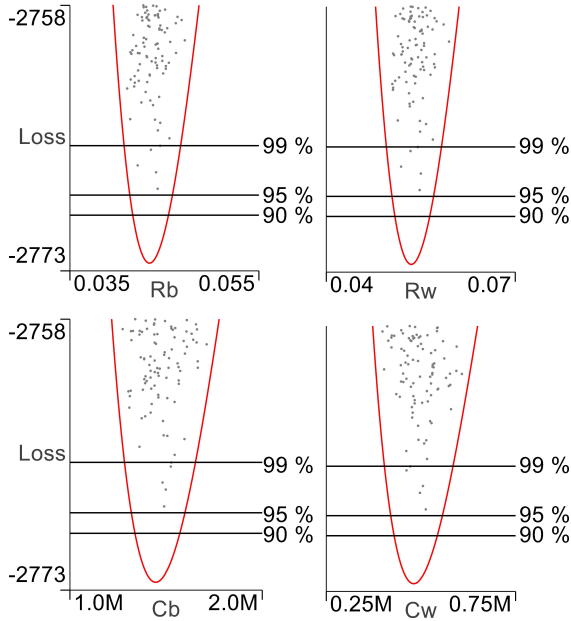 -2758
Loss
99 %
95 %
90 %
-2773
0.035
0.055
Rb
99 %
95 %
90 %
0.04
0.07
Rw
-2758
Loss
99 %
95 %
90 %
-2773
1.0M
2.0M
Cb
99 %
95 %
90 %
0.25M
0.75M
Cw